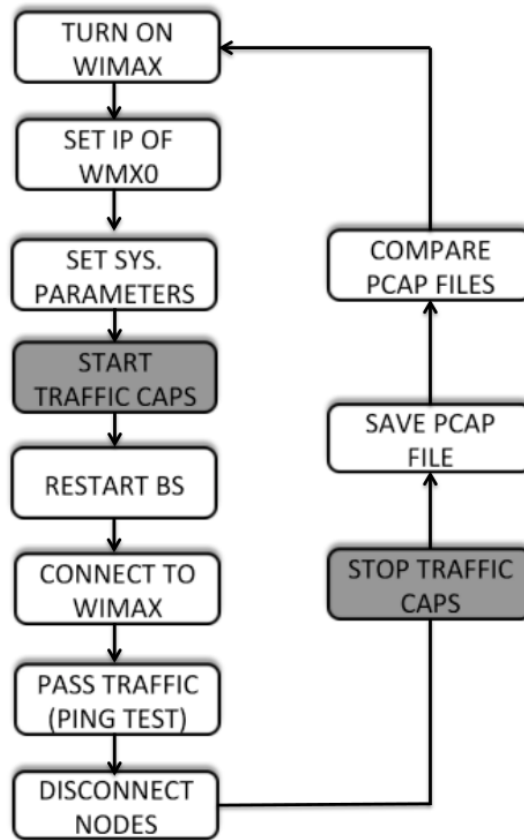 TURN ON
WIMAX
SET IP OF
WMX0
SET SYS.
PARAMETERS
START
TRAFFIC CAPS
RESTART BS
CONNECT TO
WIMAX
PASS TRAFFIC
(PING TEST)
DISCONNECT
NODES
STOP TRAFFIC
CAPS
SAVE PCAP
FILE
COMPARE
PCAP FILES